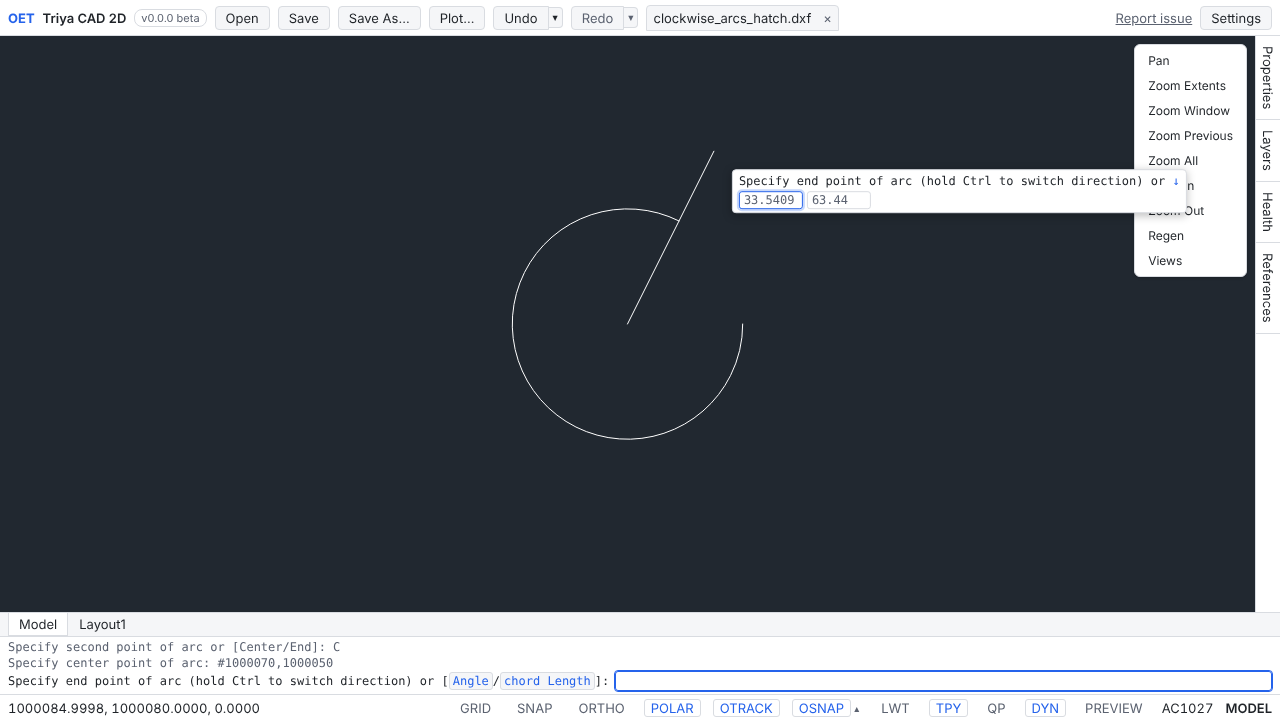 OET Triya CAD 2D v0.0.0 beta Open Save Save As... Plot... Undo ▾ Redo ▾ clockwise_arcs_hatch.dxf × Report issue Settings
Pan
Zoom Extents
Zoom Window
Zoom Previous
Zoom All
Specify end point of arc (hold Ctrl to switch direction) or ↓
33.5409 63.44
Out
Regen
Views
Properties
Layers
Health
References
Model Layout1
Specify second point of arc or [Center/End]: C
Specify center point of arc: #1000070,1000050
Specify end point of arc (hold Ctrl to switch direction) or [Angle/chord Length]:
1000084.9998, 1000080.0000, 0.0000 GRID SNAP ORTHO POLAR OTRACK OSNAP ▴ LWT TPY QP DYN PREVIEW AC1027 MODEL